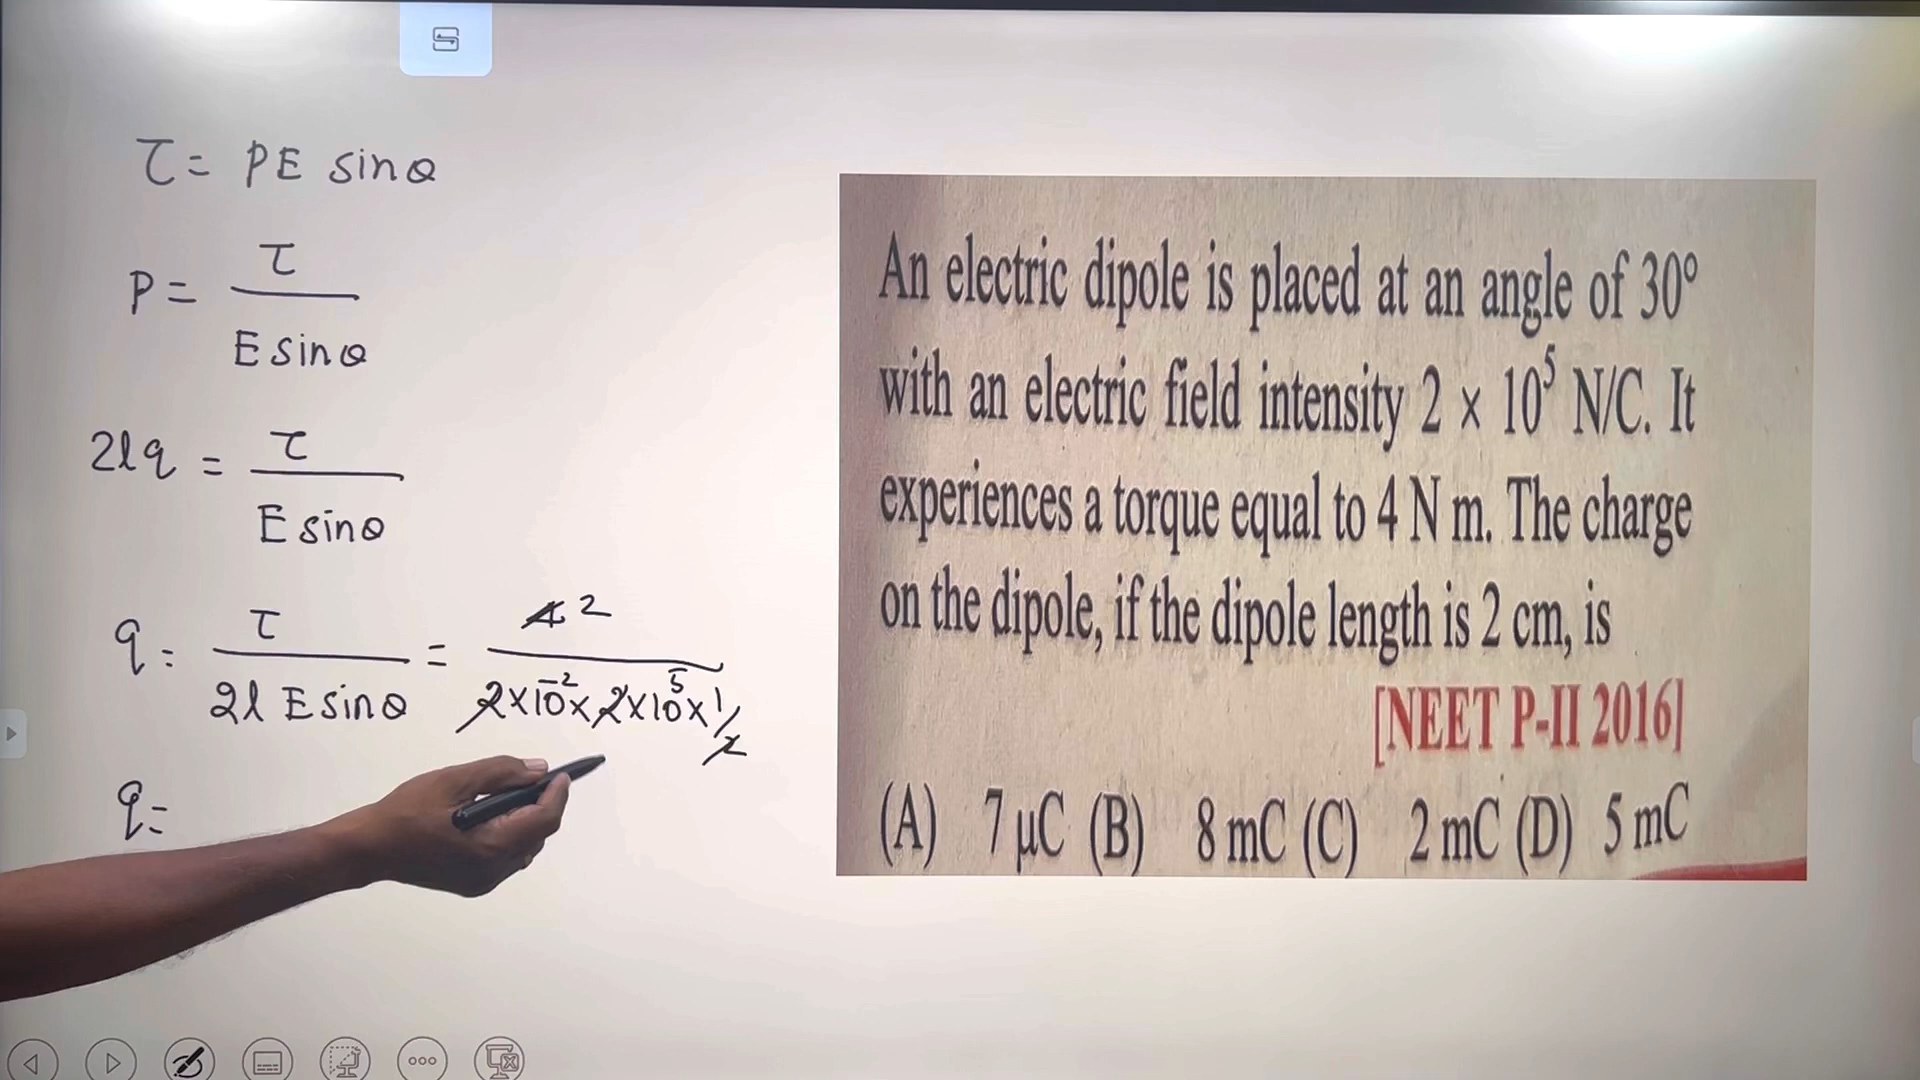 τ = PE sinθ
P = τ / E sinθ
2lq = τ / E sinθ
q = τ / 2l E sinθ = 4 2 / 2×10⁻²×2×10⁵×1/2
q =
An electric dipole is placed at an angle of 30°
with an electric field intensity 2 × 10⁵ N/C. It
experiences a torque equal to 4 N m. The charge
on the dipole, if the dipole length is 2 cm, is
[NEET P-II 2016]
(A) 7 μC (B) 8 mC (C) 2 mC (D) 5 mC